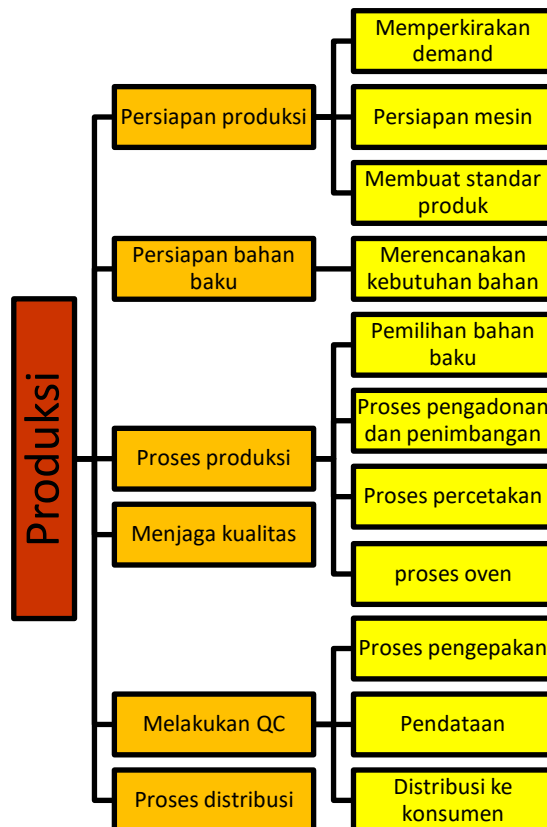 Produksi
Persiapan produksi
Memperkirakan
demand
Persiapan mesin
Membuat standar
produk
Persiapan bahan
baku
Merencanakan
kebutuhan bahan
Proses produksi
Pemilihan bahan
baku
Proses pengadonan
dan penimbangan
Proses percetakan
proses oven
Menjaga kualitas
Melakukan QC
Proses pengepakan
Pendataan
Distribusi ke
konsumen
Proses distribusi